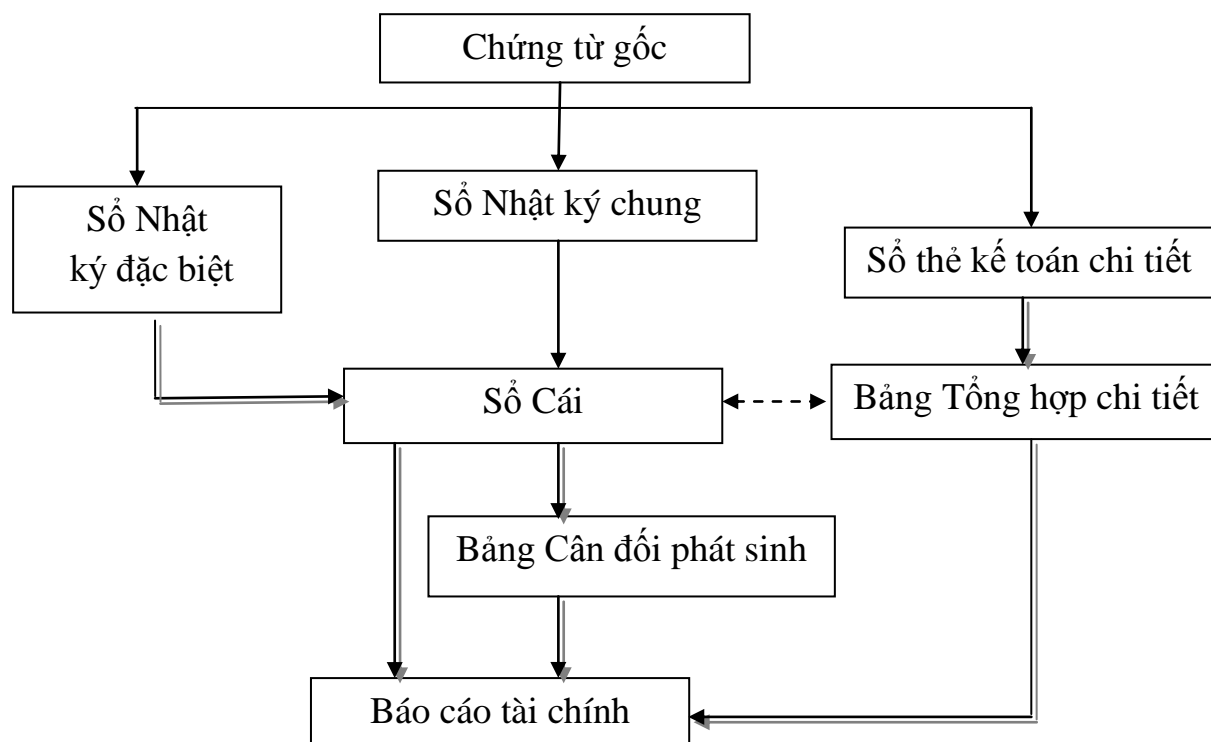 Chứng từ gốc
Sổ Nhật
ký đặc biệt
Sổ Nhật ký chung
Sổ thẻ kế toán chi tiết
Sổ Cái
Bảng Tổng hợp chi tiết
Bảng Cân đối phát sinh
Báo cáo tài chính